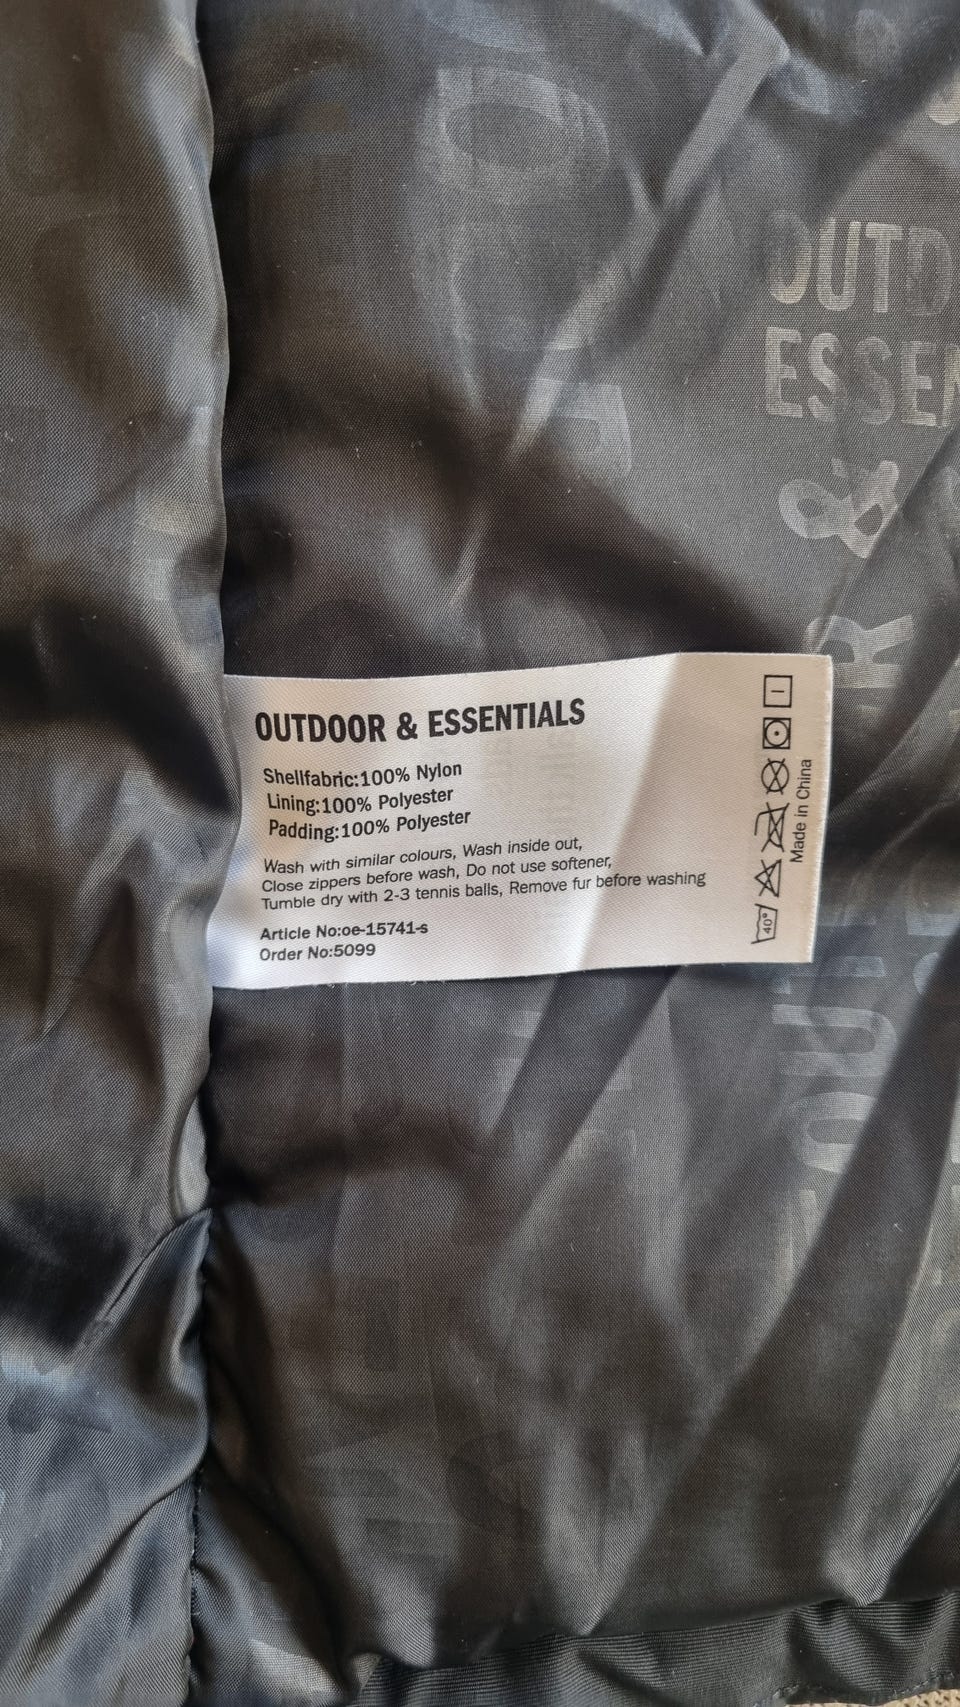 OUTD
ESSEN
&
OUTDOOR & ESSENTIALS
Shellfabric:100% Nylon
Lining:100% Polyester
Padding:100% Polyester
Wash with similar colours, Wash inside out,
Close zippers before wash, Do not use softener,
Tumble dry with 2-3 tennis balls, Remove fur before washing
Article No:oe-15741-s
Order No:5099
40°
Made in China